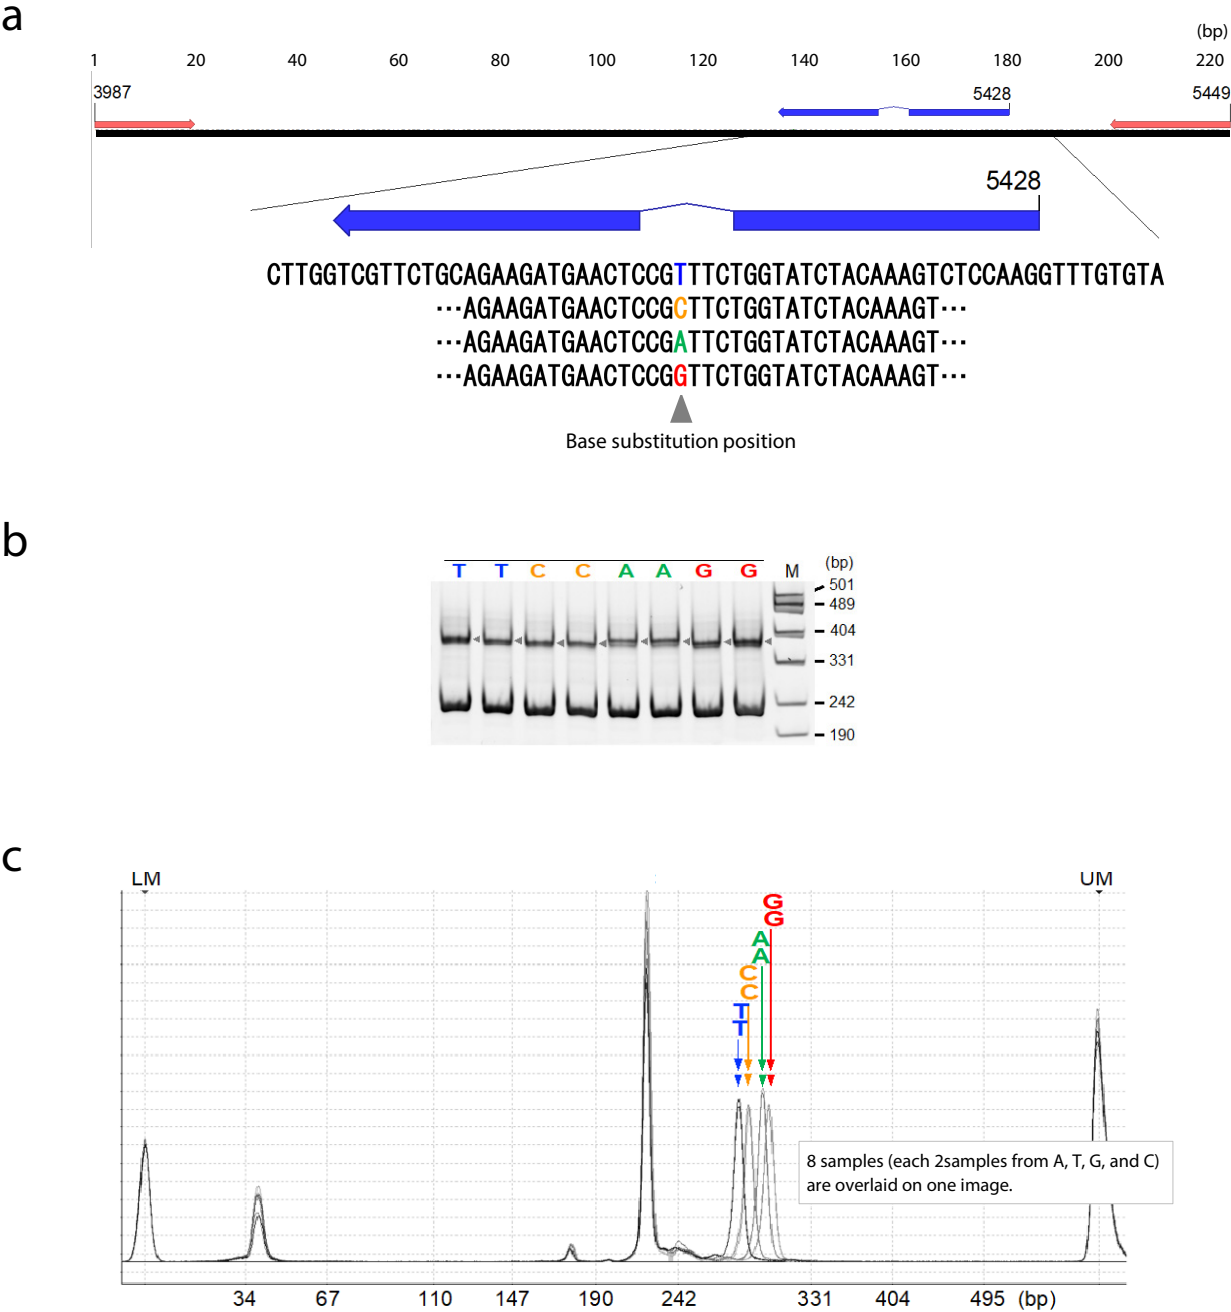 a
(bp)
1 20 40 60 80 100 120 140 160 180 200 220
3987 5428 5449
5428
CTTGGTCGTTCTGCAGAAGATGAACTCCGTTTCTGGTATCTACAAAGTCTCCAAGGTTTGTGTA
···AGAAGATGAACTCCGCTTCTGGTATCTACAAAGT···
···AGAAGATGAACTCCGATTCTGGTATCTACAAAGT···
···AGAAGATGAACTCCGGTTCTGGTATCTACAAAGT···
Base substitution position
b
T T C C A A G G M (bp)
501
489
404
331
242
190
c
LM UM
G
G
A
A
C
C
T
T
8 samples (each 2samples from A, T, G, and C)
are overlaid on one image.
34 67 110 147 190 242 331 404 495 (bp)